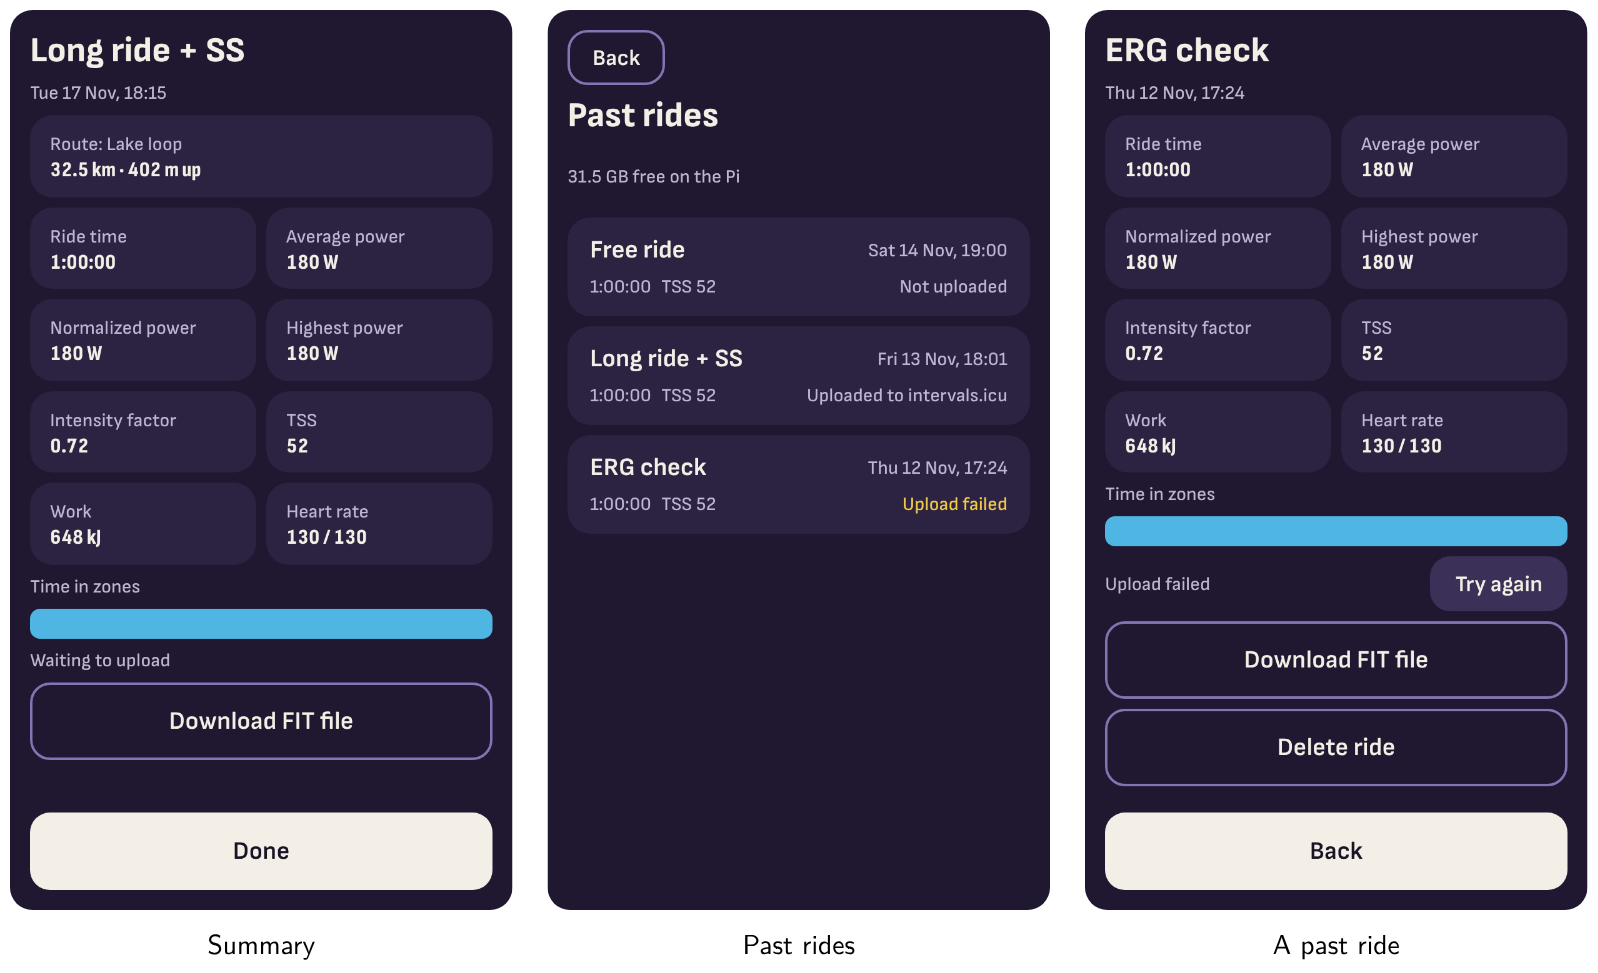 Long ride + SS
Tue 17 Nov, 18:15
Route: Lake loop
32.5 km · 402 m up
Ride time
1:00:00
Average power
180 W
Normalized power
180 W
Highest power
180 W
Intensity factor
0.72
TSS
52
Work
648 kJ
Heart rate
130 / 130
Time in zones
Waiting to upload
Download FIT file
Done
Summary
Back
Past rides
31.5 GB free on the Pi
Free ride
Sat 14 Nov, 19:00
1:00:00 TSS 52
Not uploaded
Long ride + SS
Fri 13 Nov, 18:01
1:00:00 TSS 52
Uploaded to intervals.icu
ERG check
Thu 12 Nov, 17:24
1:00:00 TSS 52
Upload failed
Past rides
ERG check
Thu 12 Nov, 17:24
Ride time
1:00:00
Average power
180 W
Normalized power
180 W
Highest power
180 W
Intensity factor
0.72
TSS
52
Work
648 kJ
Heart rate
130 / 130
Time in zones
Upload failed
Try again
Download FIT file
Delete ride
Back
A past ride